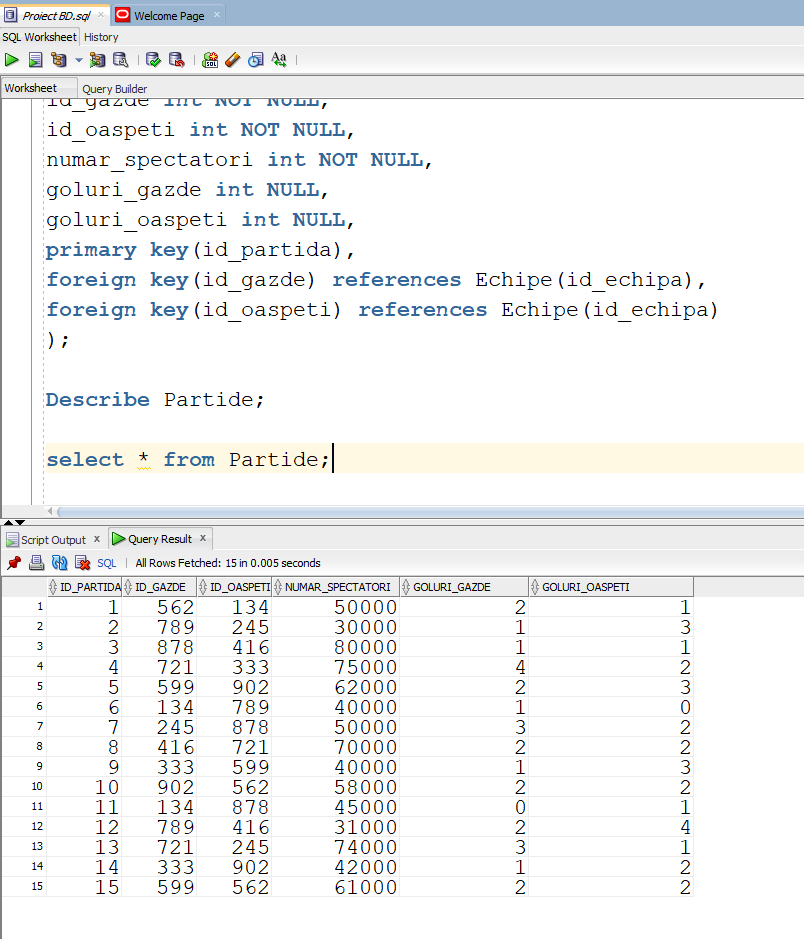 Proiect BD.sql × Welcome Page ×
SQL Worksheet History
Worksheet Query Builder
id_gazde int NOT NULL,
id_oaspeti int NOT NULL,
numar_spectatori int NOT NULL,
goluri_gazde int NULL,
goluri_oaspeti int NULL,
primary key(id_partida),
foreign key(id_gazde) references Echipe(id_echipa),
foreign key(id_oaspeti) references Echipe(id_echipa)
);
Describe Partide;
select * from Partide;
Script Output × Query Result ×
SQL | All Rows Fetched: 15 in 0.005 seconds
ID_PARTIDA ID_GAZDE ID_OASPETI NUMAR_SPECTATORI GOLURI_GAZDE GOLURI_OASPETI
1 1 562 134 50000 2 1
2 2 789 245 30000 1 3
3 3 878 416 80000 1 1
4 4 721 333 75000 4 2
5 5 599 902 62000 2 3
6 6 134 789 40000 1 0
7 7 245 878 50000 3 2
8 8 416 721 70000 2 2
9 9 333 599 40000 1 3
10 10 902 562 58000 2 2
11 11 134 878 45000 0 1
12 12 789 416 31000 2 4
13 13 721 245 74000 3 1
14 14 333 902 42000 1 2
15 15 599 562 61000 2 2